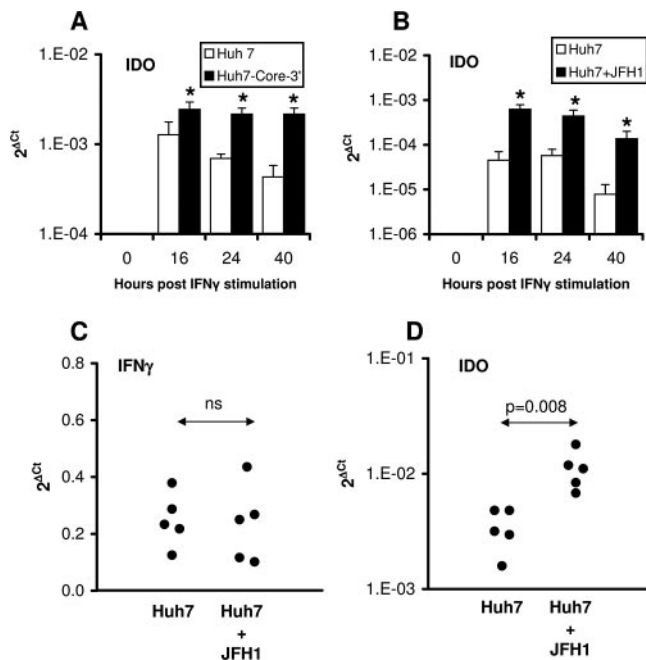 A
IDO
Huh 7
Huh7-Core-3'
1.E-02
1.E-03
1.E-04
2ΔCt
* * *
0 16 24 40
Hours post IFNγ stimulation
B
IDO
Huh7
Huh7+JFH1
1.E-02
1.E-03
1.E-04
1.E-05
1.E-06
2ΔCt
* * *
0 16 24 40
Hours post IFNγ stimulation
C
IFNγ
0.8
0.6
0.4
0.2
0.0
2ΔCt
ns
Huh7 Huh7
+
JFH1
D
IDO
1.E-01
1.E-02
1.E-03
2ΔCt
p=0.008
Huh7 Huh7
+
JFH1